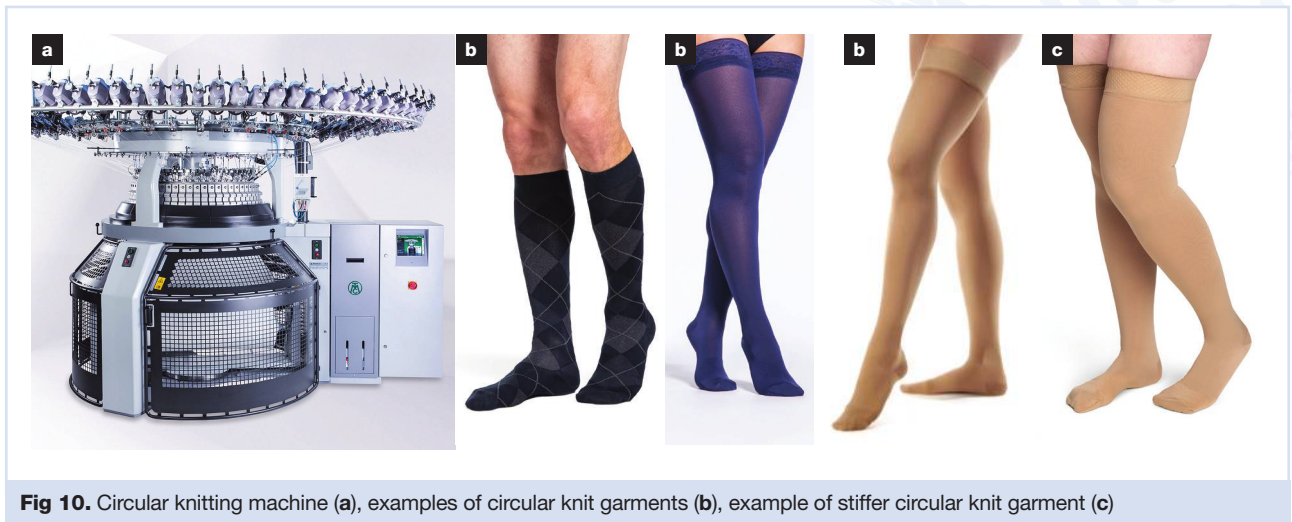 a b b b c
Fig 10. Circular knitting machine (a), examples of circular knit garments (b), example of stiffer circular knit garment (c)